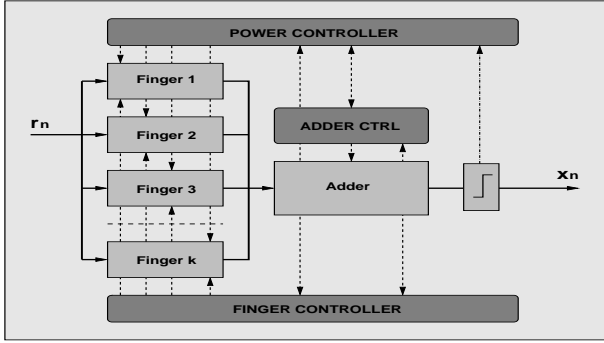 POWER CONTROLLER
Finger 1
rn
Finger 2
ADDER CTRL
Finger 3
Adder
xn
Finger k
FINGER CONTROLLER